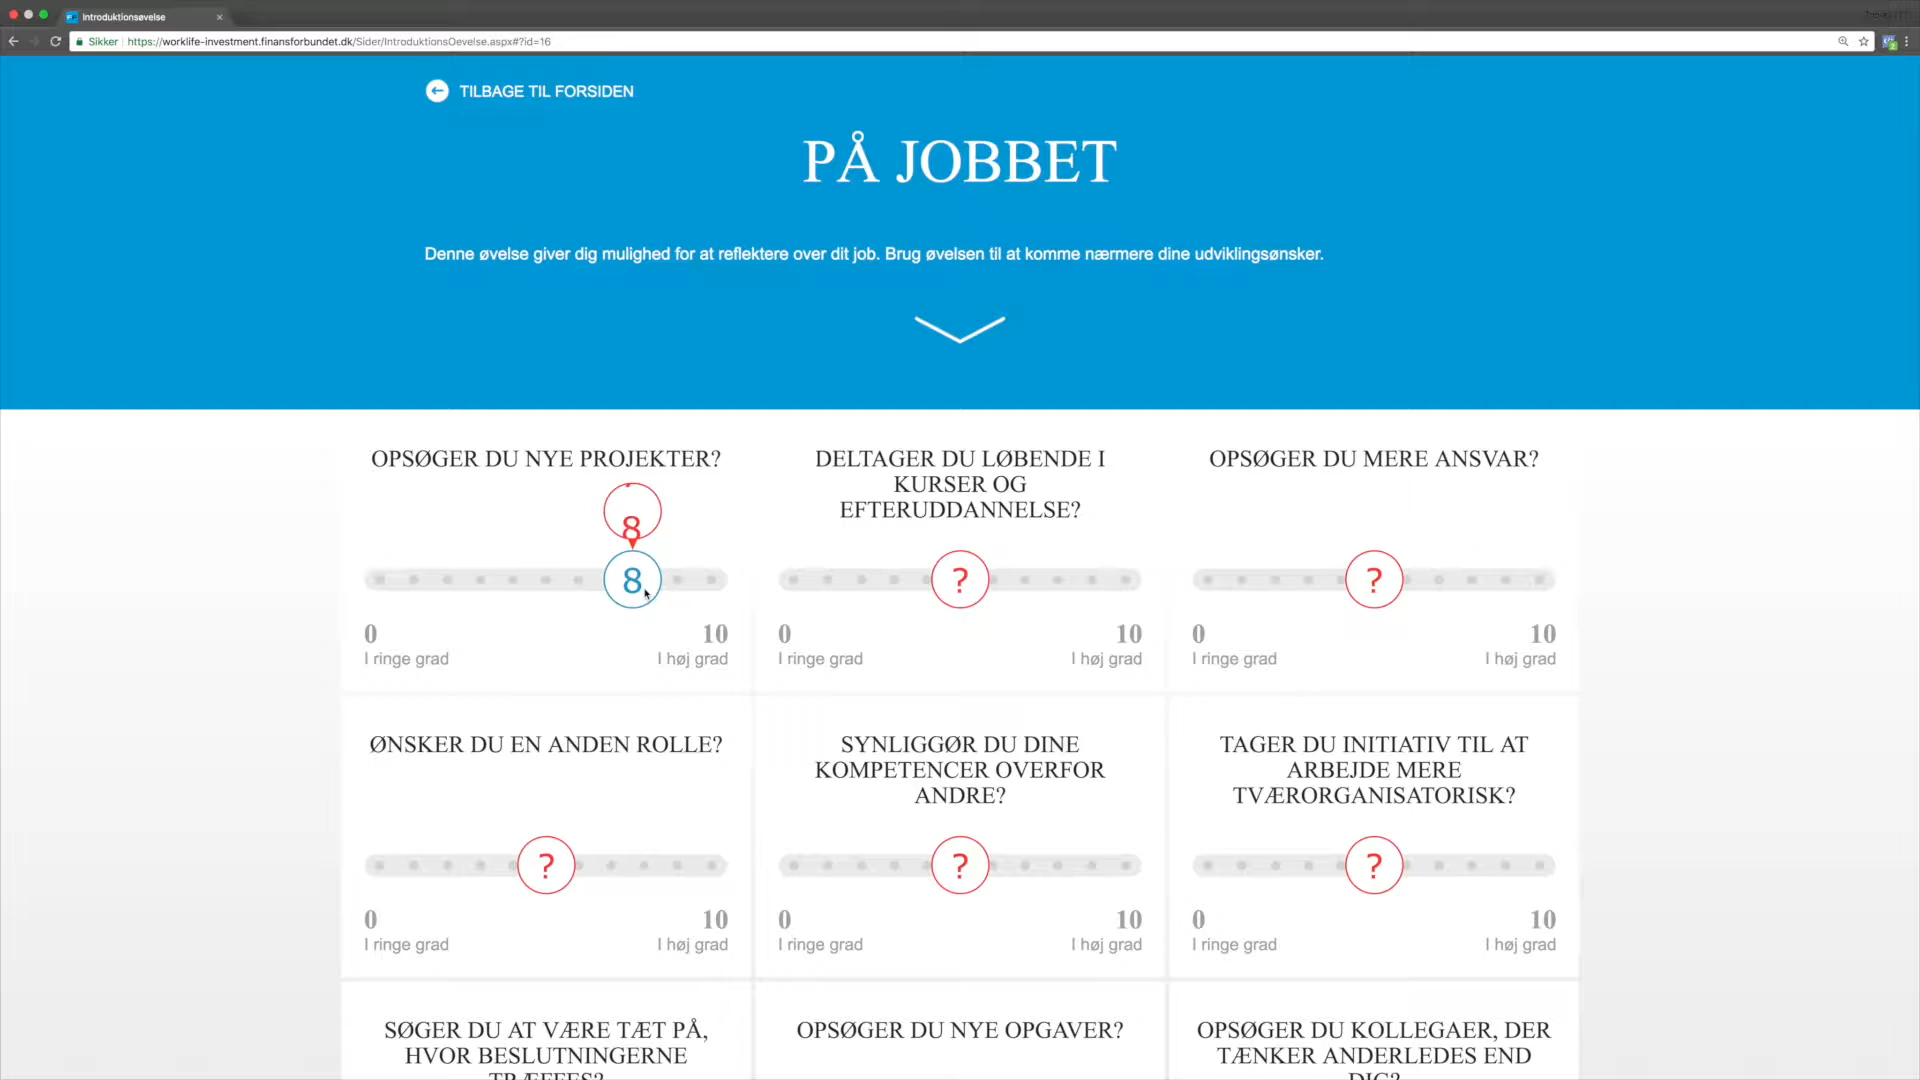 Introduktionsøvelse
Sikker https://worklife-investment.finansforbundet.dk/Sider/IntroduktionsOevelse.aspx#?id=16
TILBAGE TIL FORSIDEN
PÅ JOBBET
Denne øvelse giver dig mulighed for at reflektere over dit job. Brug øvelsen til at komme nærmere dine udviklingsønsker.
OPSØGER DU NYE PROJEKTER?
8
8
0 10
I ringe grad I høj grad
DELTAGER DU LØBENDE I
KURSER OG
EFTERUDDANNELSE?
?
0 10
I ringe grad I høj grad
OPSØGER DU MERE ANSVAR?
?
0 10
I ringe grad I høj grad
ØNSKER DU EN ANDEN ROLLE?
?
0 10
I ringe grad I høj grad
SYNLIGGØR DU DINE
KOMPETENCER OVERFOR
ANDRE?
?
0 10
I ringe grad I høj grad
TAGER DU INITIATIV TIL AT
ARBEJDE MERE
TVÆRORGANISATORISK?
?
0 10
I ringe grad I høj grad
SØGER DU AT VÆRE TÆT PÅ,
HVOR BESLUTNINGERNE
TRÆFFES?
OPSØGER DU NYE OPGAVER?
OPSØGER DU KOLLEGAER, DER
TÆNKER ANDERLEDES END
DIG?